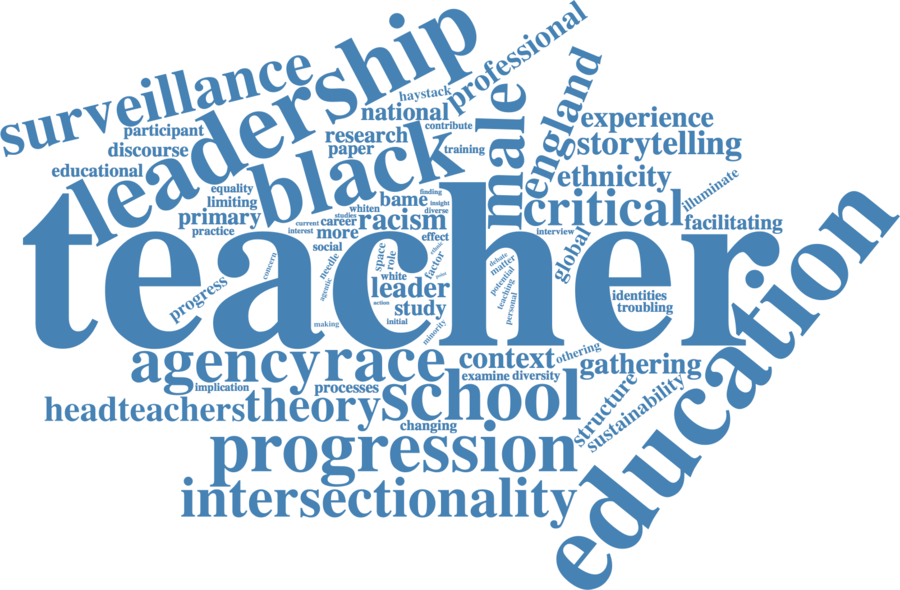 leadership
professional
surveillance
haystack
national
contribute
participant
research
training
discourse
paper
educational
black
male
england
experience
storytelling
ethnicity
illuminate
critical
facilitating
interview
global
equality
limiting
primary
practice
finding
bame
insight
diverse
whiten
studies
career
racism
current
interest
more
social
effect
teacher
education
progress
concern
needle
agentic
space
role
white
ethnic
factor
leader
action
study
initial
minority
making
debate
matter
potential
teaching
personal
identities
troubling
agency
race
context
othering
gathering
implication
processes
examine
diversity
headteachers
theory
school
structure
sustainability
changing
progression
intersectionality